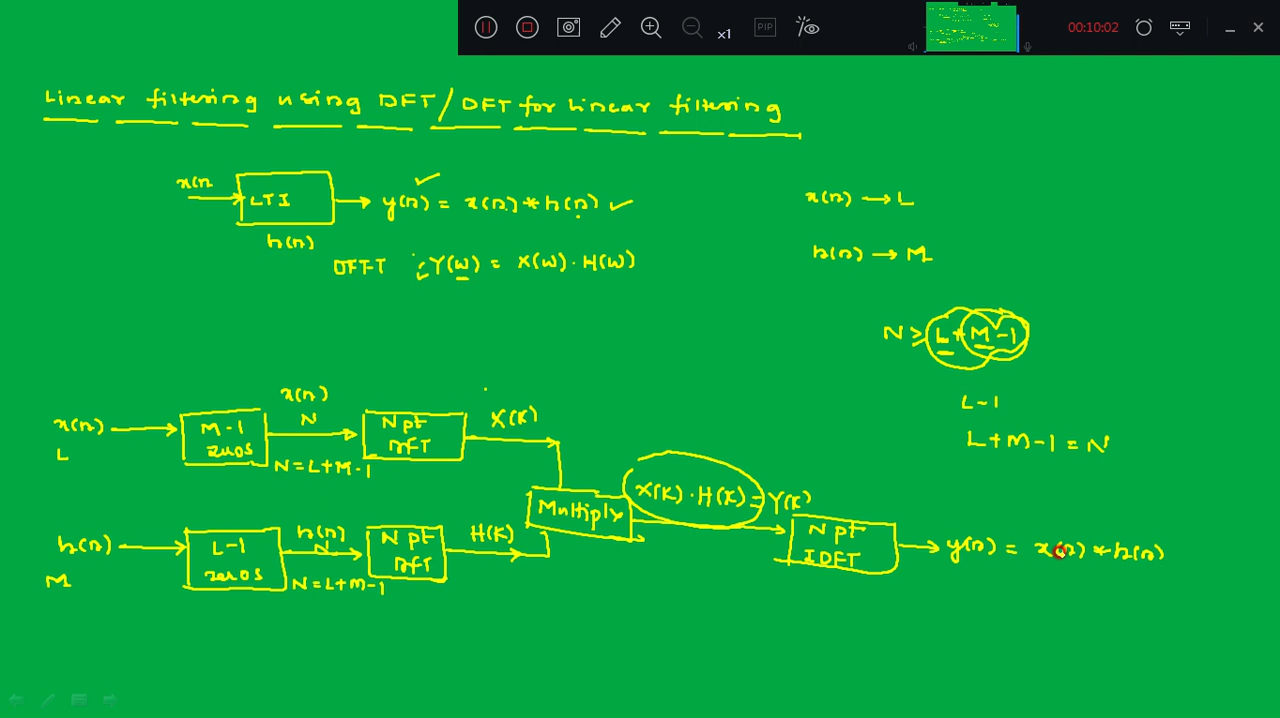 x1
PIP
00:10:02
Linear filtering using DFT/DFT for Linear filtering
x(n
LTI
h(n)
y(n) = x(n)*h(n)
DFT-T Y(w) = X(w)·H(w)
x(n) → L
h(n) → M
N ≥ L+M-1
L-1
L+M-1 = N
x(n)
L
M-1
zeros
x(n)
N
N=L+M-1
N pt
DFT
X(K)
Multiply
X(K)·H(K) = Y(K)
h(n)
M
L-1
zeros
h(n)
N
N=L+M-1
N pt
DFT
H(K)
N pt
IDFT
y(n) = x(n)*h(n)